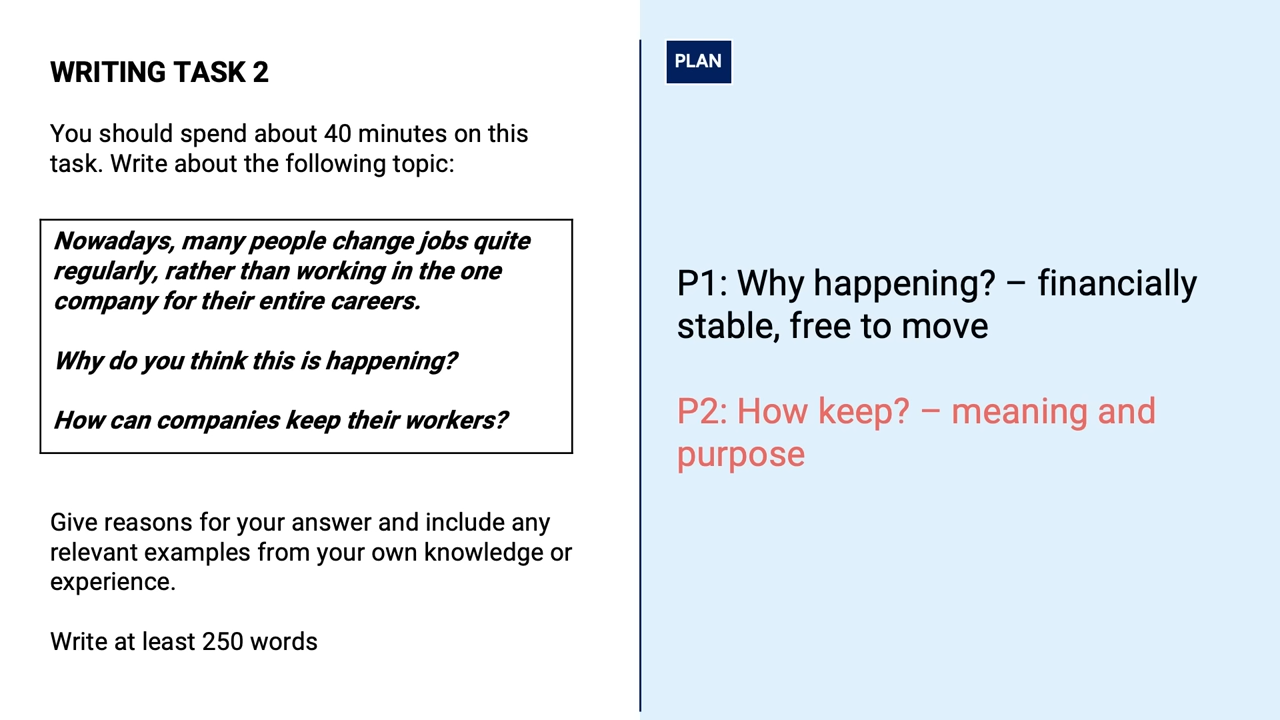 WRITING TASK 2
You should spend about 40 minutes on this
task. Write about the following topic:
Nowadays, many people change jobs quite
regularly, rather than working in the one
company for their entire careers.
Why do you think this is happening?
How can companies keep their workers?
Give reasons for your answer and include any
relevant examples from your own knowledge or
experience.
Write at least 250 words
PLAN
P1: Why happening? – financially
stable, free to move
P2: How keep? – meaning and
purpose